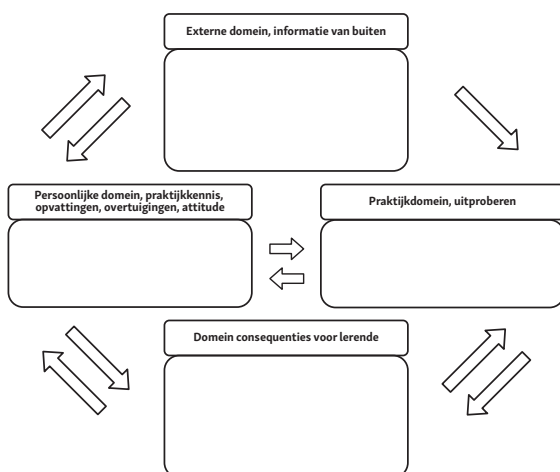 Externe domein, informatie van buiten
Persoonlijke domein, praktijkkennis,
opvattingen, overtuigingen, attitude
Praktijkdomein, uitproberen
Domein consequenties voor lerende